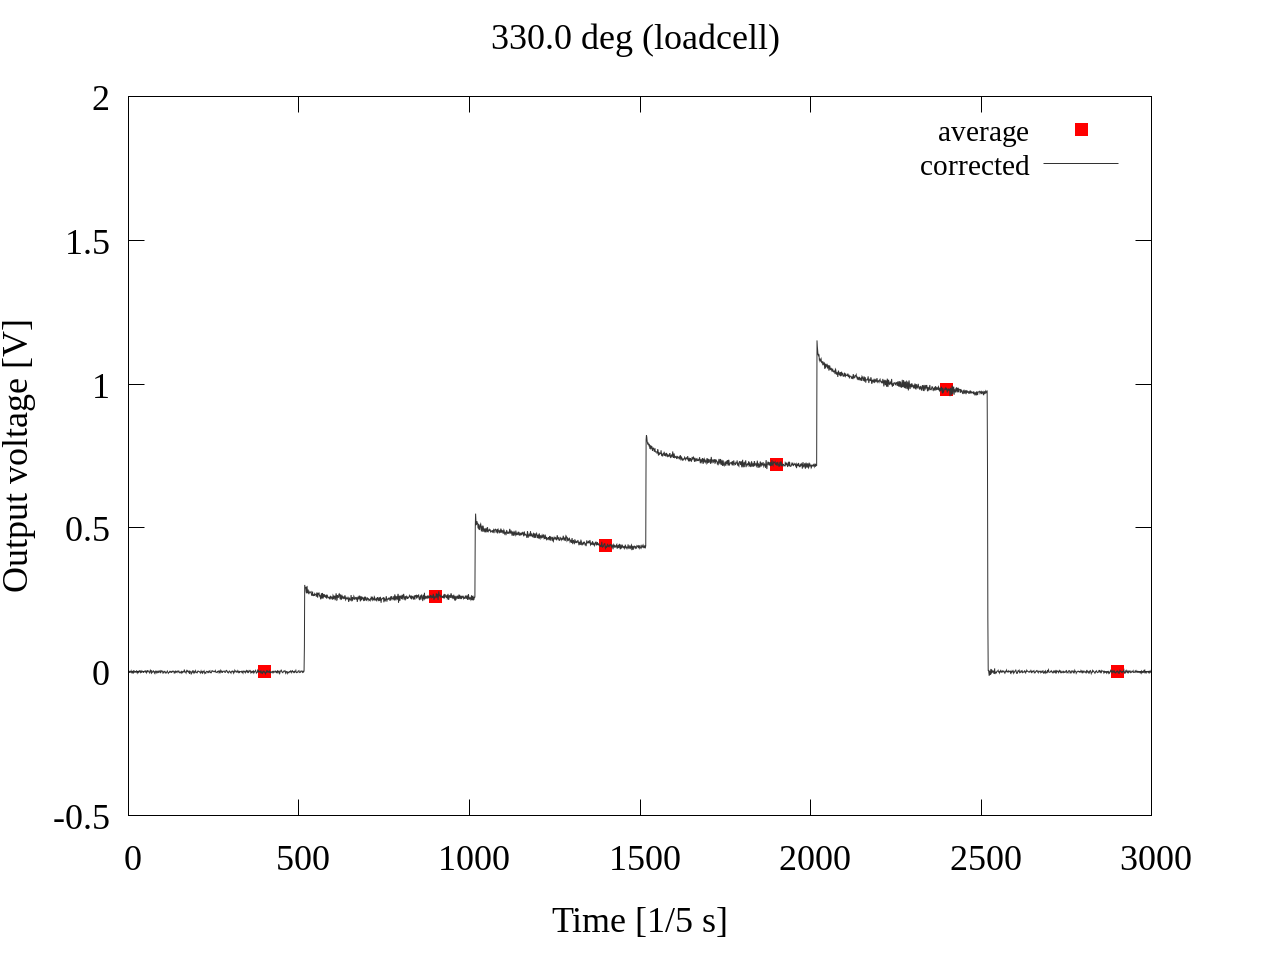 330.0 deg (loadcell)
2
1.5
1
0.5
0
-0.5
Output voltage [V]
average
corrected
0 500 1000 1500 2000 2500 3000
Time [1/5 s]